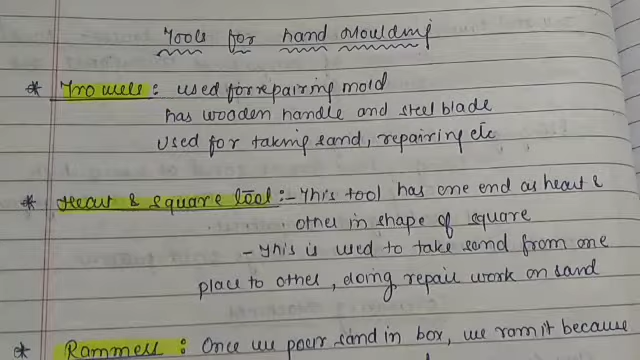 Tools for hand Moulding
* Trowels: used for repairing mold
has wooden handle and steel blade
used for taking sand, repairing etc
* Heart & square tool:- This tool has one end as heart &
other in shape of square
- This is used to take sand from one
place to other, doing repair work on sand
* Rammess: Once we pour sand in box, we ram it because